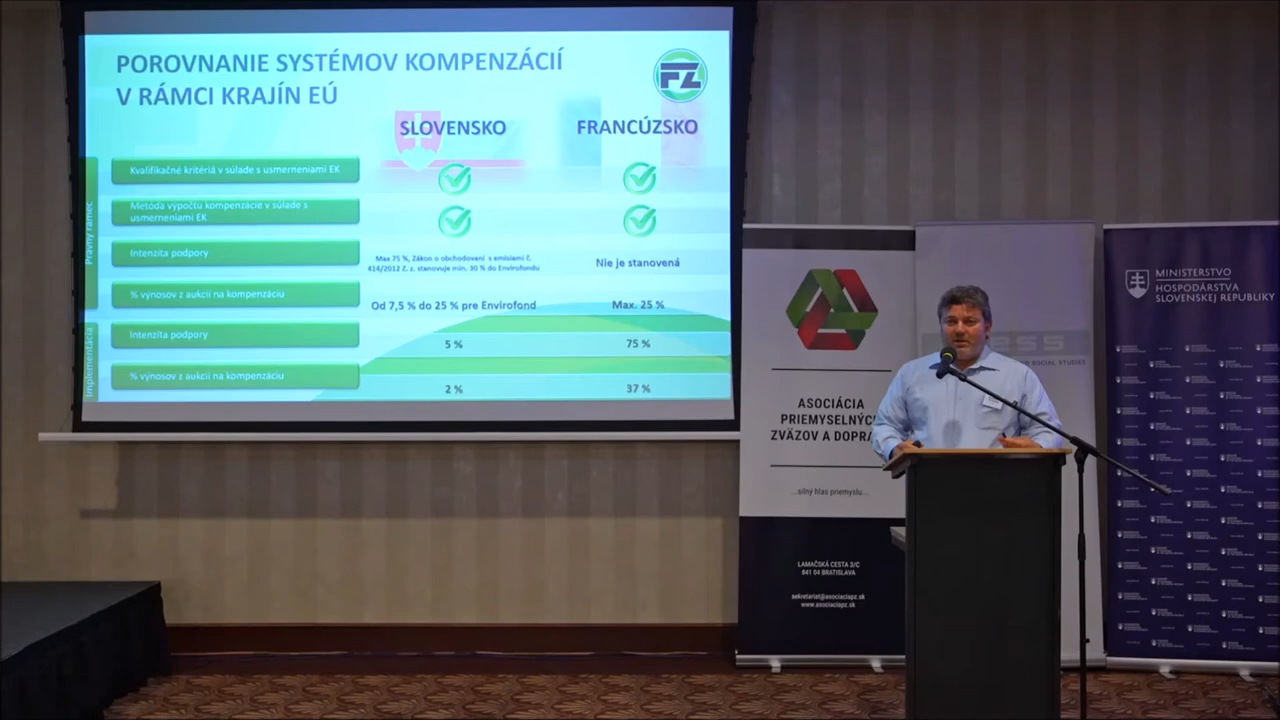 POROVNANIE SYSTÉMOV KOMPENZÁCIÍ
V RÁMCI KRAJÍN EÚ
FZ
SLOVENSKO
FRANCÚZSKO
Právny rámec
Kvalifikačné kritériá v súlade s usmerneniami EK
Metóda výpočtu kompenzácie v súlade s
usmerneniami EK
Intenzita podpory
Max 75 %, Zákon o obchodovaní s emisiami č.
414/2012 Z. z. stanovuje min. 30 % do Envirofondu
Nie je stanovená
% výnosov z aukcií na kompenzáciu
Od 7,5 % do 25 % pre Envirofond
Max. 25 %
Implementácia
Intenzita podpory
5 %
75 %
% výnosov z aukcií na kompenzáciu
2 %
37 %
ASOCIÁCIA
PRIEMYSELNÝCH
ZVÄZOV A DOPRA
...silný hlas priemyslu...
LAMAČSKÁ CESTA 3/C
841 04 BRATISLAVA
sekretariat@asociaciapz.sk
www.asociaciapz.sk
ESS
SOCIAL STUDIES
MINISTERSTVO
HOSPODÁRSTVA
SLOVENSKEJ REPUBLIKY